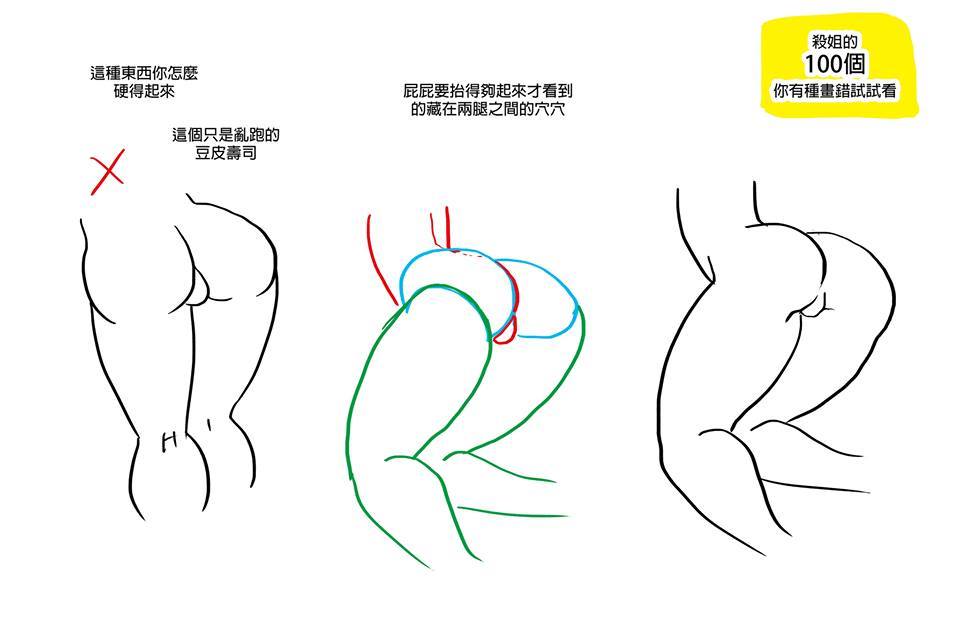 這種東西你怎麼
硬得起來
這個只是亂跑的
豆皮壽司
屁屁要抬得夠起來才看到
的藏在兩腿之間的穴穴
殺姐的
100個
你有種畫錯試試看